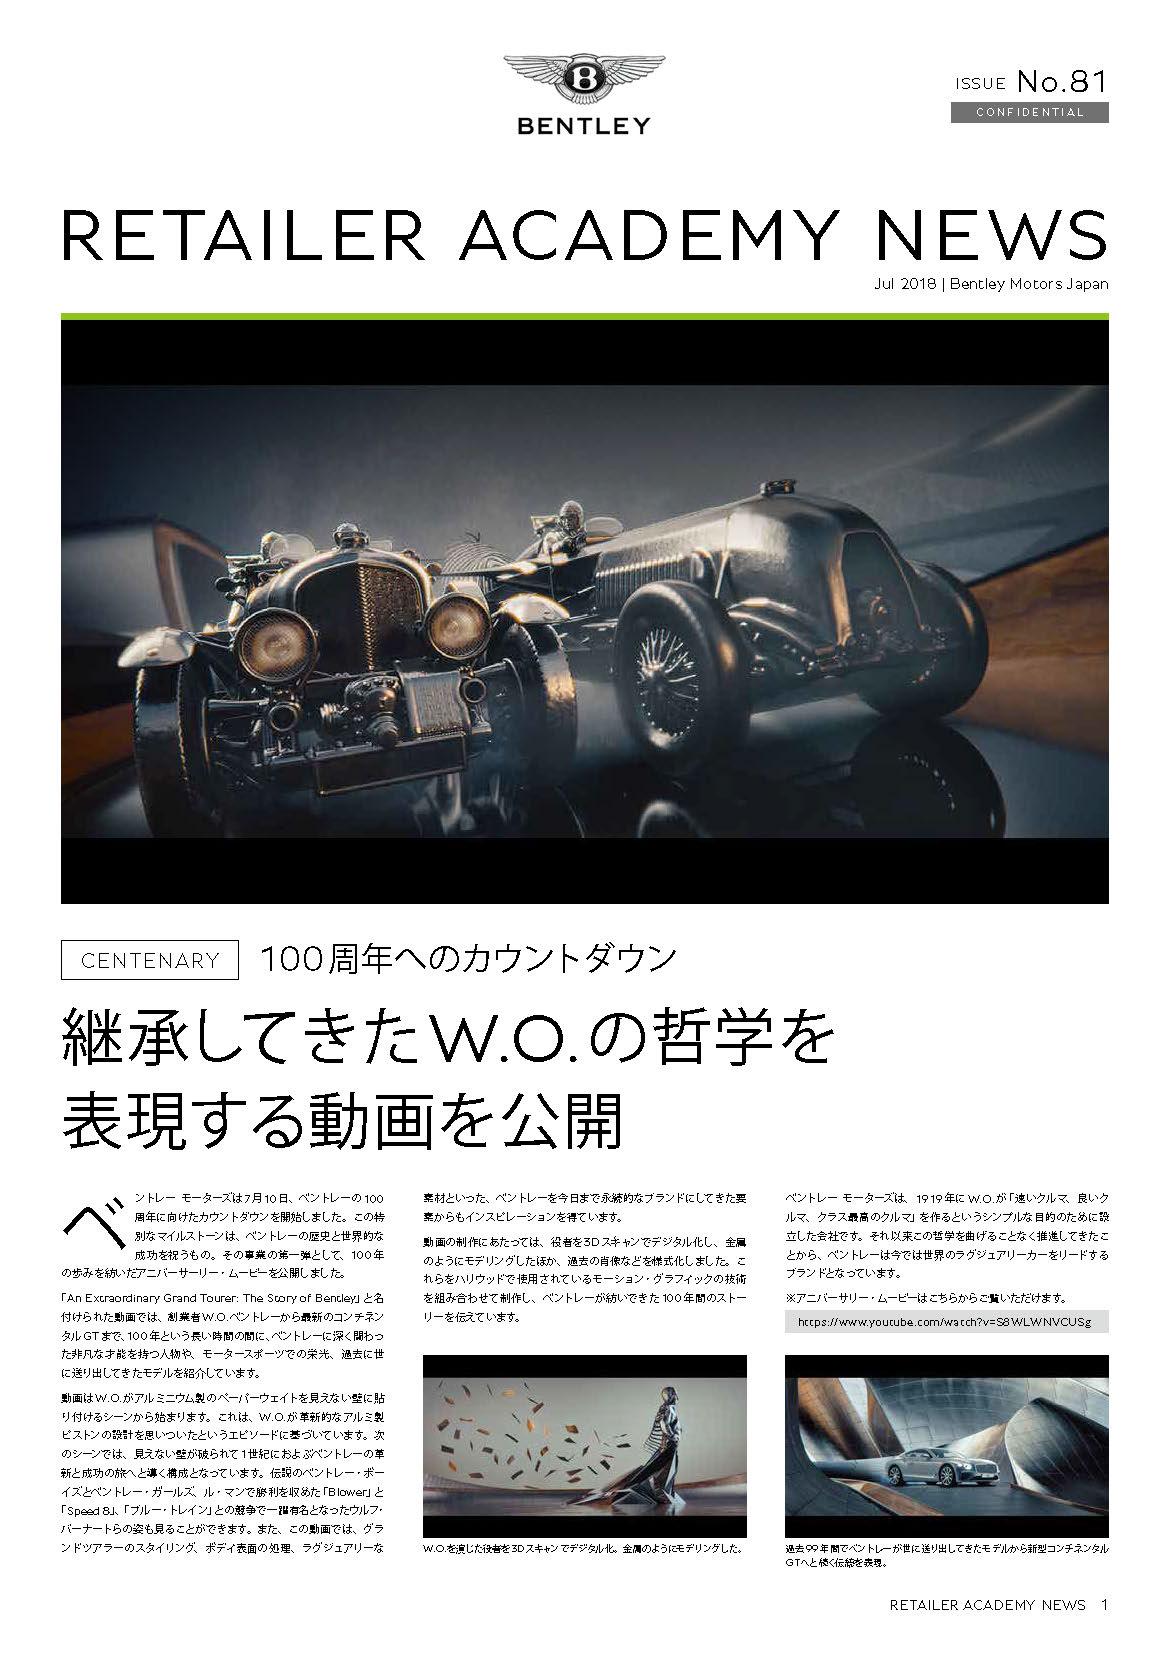 BENTLEY
ISSUE No.81
CONFIDENTIAL
RETAILER ACADEMY NEWS
Jul 2018 | Bentley Motors Japan
CENTENARY 100周年へのカウントダウン
継承してきたW.O.の哲学を
表現する動画を公開
ベントレー モーターズは7月10日、ベントレーの100
周年に向けたカウントダウンを開始しました。この特
別なマイルストーンは、ベントレーの歴史と世界的な
成功を祝うもの。その事業の第一弾として、100年
の歩みを紡いだアニバーサリー・ムービーを公開しました。
「An Extraordinary Grand Tourer: The Story of Bentley」と名
付けられた動画では、創業者W.O.ベントレーから最新のコンチネン
タルGTまで、100年という長い時間の間に、ベントレーに深く関わっ
た非凡な才能を持つ人物や、モータースポーツでの栄光、過去に世
に送り出してきたモデルを紹介しています。
動画はW.O.がアルミニウム製のペーパーウェイトを見えない壁に貼
り付けるシーンから始まります。これは、W.O.が革新的なアルミ製
ピストンの設計を思いついたというエピソードに基づいています。次
のシーンでは、見えない壁が破られて1世紀におよぶベントレーの革
新と成功の旅へと導く構成となっています。伝説のベントレー・ボー
イズとベントレー・ガールズ、ル・マンで勝利を収めた「Blower」と
「Speed 8」、「ブルー・トレイン」との競争で一躍有名となったウルフ・
バーナートらの姿も見ることができます。また、この動画では、グラ
ンドツアラーのスタイリング、ボディ表面の処理、ラグジュアリーな
素材といった、ベントレーを今日まで永続的なブランドにしてきた要
素からもインスピレーションを得ています。
動画の制作にあたっては、役者を3Dスキャンでデジタル化し、金属
のようにモデリングしたほか、過去の肖像などを様式化しました。こ
れらをハリウッドで使用されているモーション・グラフィックの技術
を組み合わせて制作し、ベントレーが紡いできた100年間のストー
リーを伝えています。
W.O.を演じた役者を3Dスキャンでデジタル化。金属のようにモデリングした。
ベントレー モーターズは、1919年にW.O.が「速いクルマ、良いク
ルマ、クラス最高のクルマ」を作るというシンプルな目的のために設
立した会社です。それ以来この哲学を曲げることなく推進してきたこ
とから、ベントレーは今では世界のラグジュアリーカーをリードする
ブランドとなっています。
※アニバーサリー・ムービーはこちらからご覧いただけます。
https://www.youtube.com/watch?v=S8WLWNVCUSg
過去99年間でベントレーが世に送り出してきたモデルから新型コンチネンタル
GTへと続く伝統を表現。
RETAILER ACADEMY NEWS 1